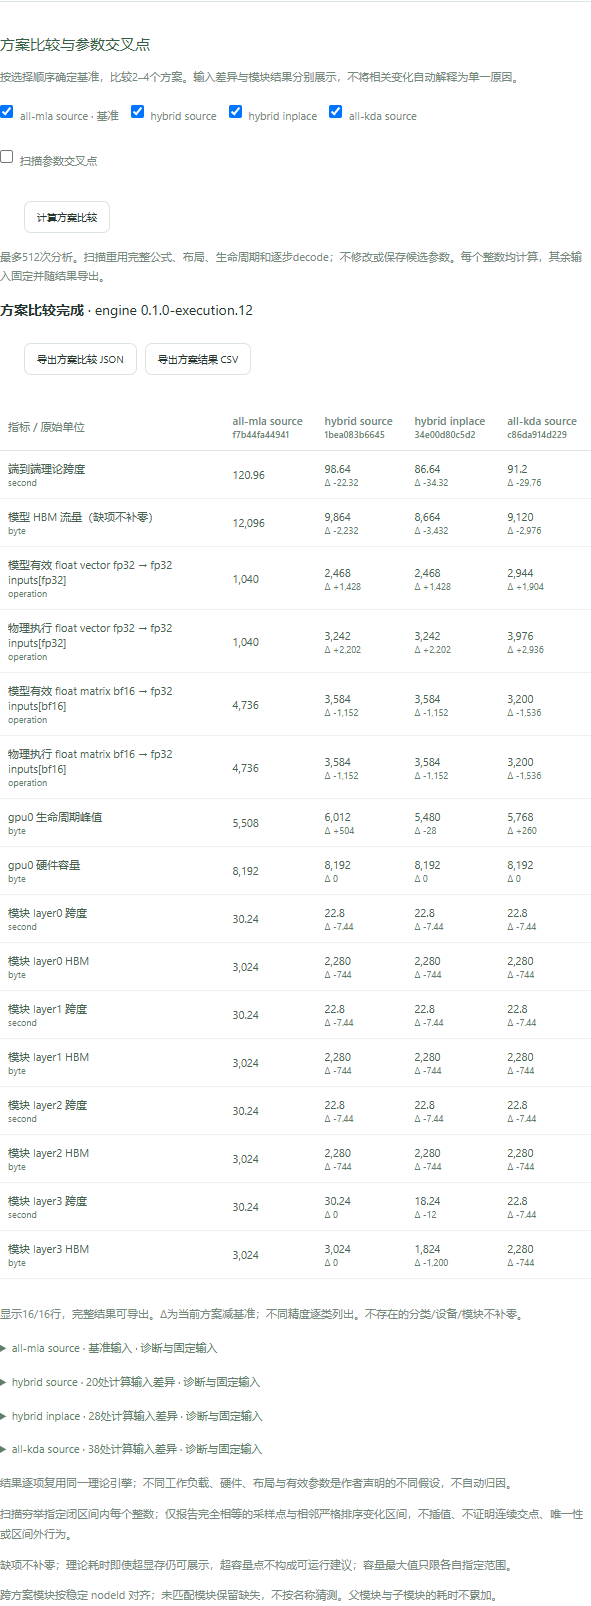 方案比较与参数交叉点
按选择顺序确定基准，比较2–4个方案。输入差异与模块结果分别展示，不将相关变化自动解释为单一原因。
all-mla source · 基准 hybrid source hybrid inplace all-kda source
扫描参数交叉点
计算方案比较
最多512次分析。扫描重用完整公式、布局、生命周期和逐步decode；不修改或保存候选参数。每个整数均计算，其余输
入固定并随结果导出。
方案比较完成 · engine 0.1.0-execution.12
导出方案比较 JSON 导出方案结果 CSV
指标 / 原始单位 all-mla source hybrid source hybrid inplace all-kda source
f7b44fa44941 1bea083b6645 34e00d80c5d2 c86da914d229
端到端理论跨度 120.96 98.64 86.64 91.2
second Δ -22.32 Δ -34.32 Δ -29.76
模型 HBM 流量（缺项不补零） 12,096 9,864 8,664 9,120
byte Δ -2,232 Δ -3,432 Δ -2,976
模型有效 float vector fp32 → fp32
inputs[fp32] 1,040 2,468 2,468 2,944
operation Δ +1,428 Δ +1,428 Δ +1,904
物理执行 float vector fp32 → fp32
inputs[fp32] 1,040 3,242 3,242 3,976
operation Δ +2,202 Δ +2,202 Δ +2,936
模型有效 float matrix bf16 → fp32
inputs[bf16] 4,736 3,584 3,584 3,200
operation Δ -1,152 Δ -1,152 Δ -1,536
物理执行 float matrix bf16 → fp32
inputs[bf16] 4,736 3,584 3,584 3,200
operation Δ -1,152 Δ -1,152 Δ -1,536
gpu0 生命周期峰值 5,508 6,012 5,480 5,768
byte Δ +504 Δ -28 Δ +260
gpu0 硬件容量 8,192 8,192 8,192 8,192
byte Δ 0 Δ 0 Δ 0
模块 layer0 跨度 30.24 22.8 22.8 22.8
second Δ -7.44 Δ -7.44 Δ -7.44
模块 layer0 HBM 3,024 2,280 2,280 2,280
byte Δ -744 Δ -744 Δ -744
模块 layer1 跨度 30.24 22.8 22.8 22.8
second Δ -7.44 Δ -7.44 Δ -7.44
模块 layer1 HBM 3,024 2,280 2,280 2,280
byte Δ -744 Δ -744 Δ -744
模块 layer2 跨度 30.24 22.8 22.8 22.8
second Δ -7.44 Δ -7.44 Δ -7.44
模块 layer2 HBM 3,024 2,280 2,280 2,280
byte Δ -744 Δ -744 Δ -744
模块 layer3 跨度 30.24 30.24 18.24 22.8
second Δ 0 Δ -12 Δ -7.44
模块 layer3 HBM 3,024 3,024 1,824 2,280
byte Δ 0 Δ -1,200 Δ -744
显示16/16行，完整结果可导出。Δ为当前方案减基准；不同精度逐类列出。不存在的分类/设备/模块不补零。
all-mla source · 基准输入 · 诊断与固定输入
hybrid source · 20处计算输入差异 · 诊断与固定输入
hybrid inplace · 28处计算输入差异 · 诊断与固定输入
all-kda source · 38处计算输入差异 · 诊断与固定输入
结果逐项复用同一理论引擎；不同工作负载、硬件、布局与有效参数是作者声明的不同假设，不自动归因。
扫描穷举指定闭区间内每个整数；仅报告完全相等的采样点与相邻严格排序变化区间，不插值、不证明连续交点、唯一性
或区间外行为。
缺项不补零；理论耗时即使超显存仍可展示，超容量点不构成可运行建议；容量最大值只限各自指定范围。
跨方案模块按稳定 nodeId 对齐；未匹配模块保留缺失，不按名称猜测。父模块与子模块的耗时不累加。